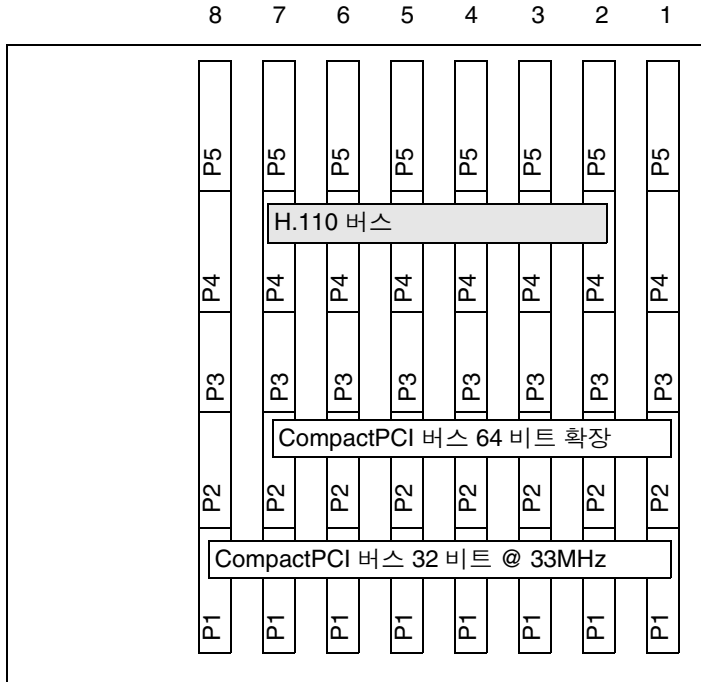 8 7 6 5 4 3 2 1
P5 P5 P5 P5 P5 P5 P5 P5
H.110 버스
P4 P4 P4 P4 P4 P4 P4 P4
P3 P3 P3 P3 P3 P3 P3 P3
CompactPCI 버스 64 비트 확장
P2 P2 P2 P2 P2 P2 P2 P2
CompactPCI 버스 32 비트 @ 33MHz
P1 P1 P1 P1 P1 P1 P1 P1